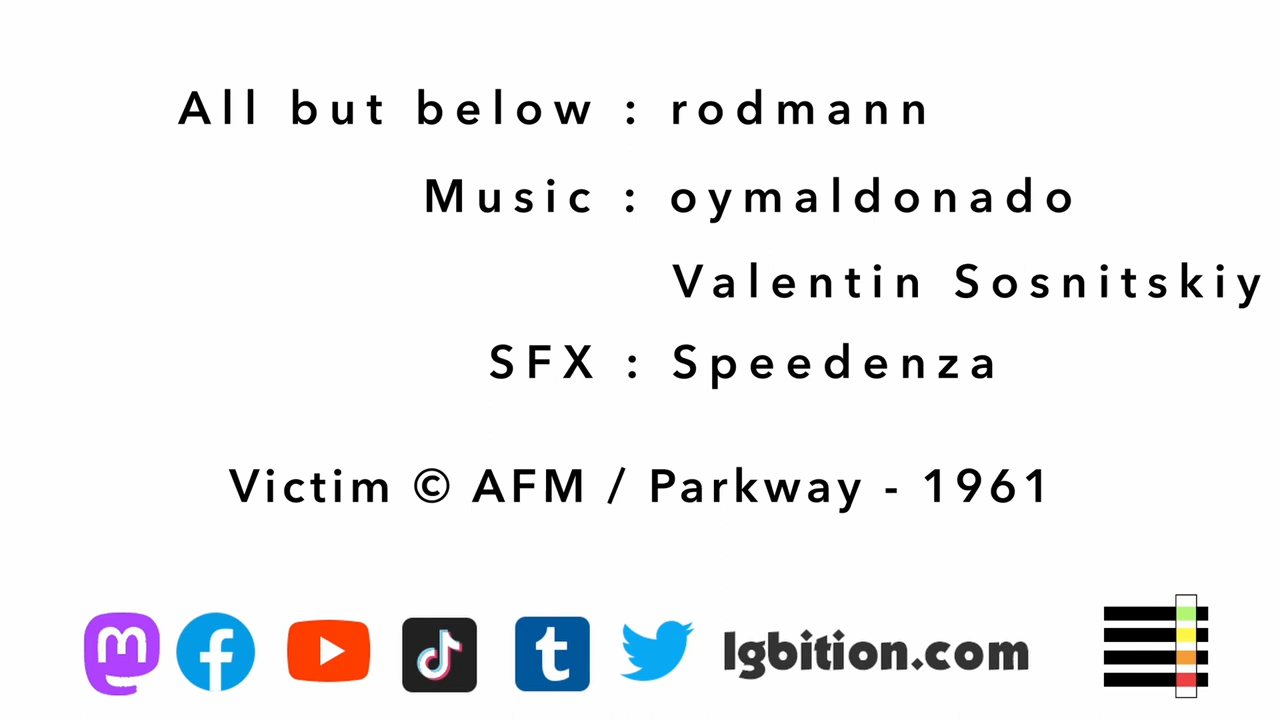 All but below : rodmann
Music : oymaldonado
Valentin Sosnitskiy
SFX : Speedenza
Victim © AFM / Parkway - 1961
lgbition.com